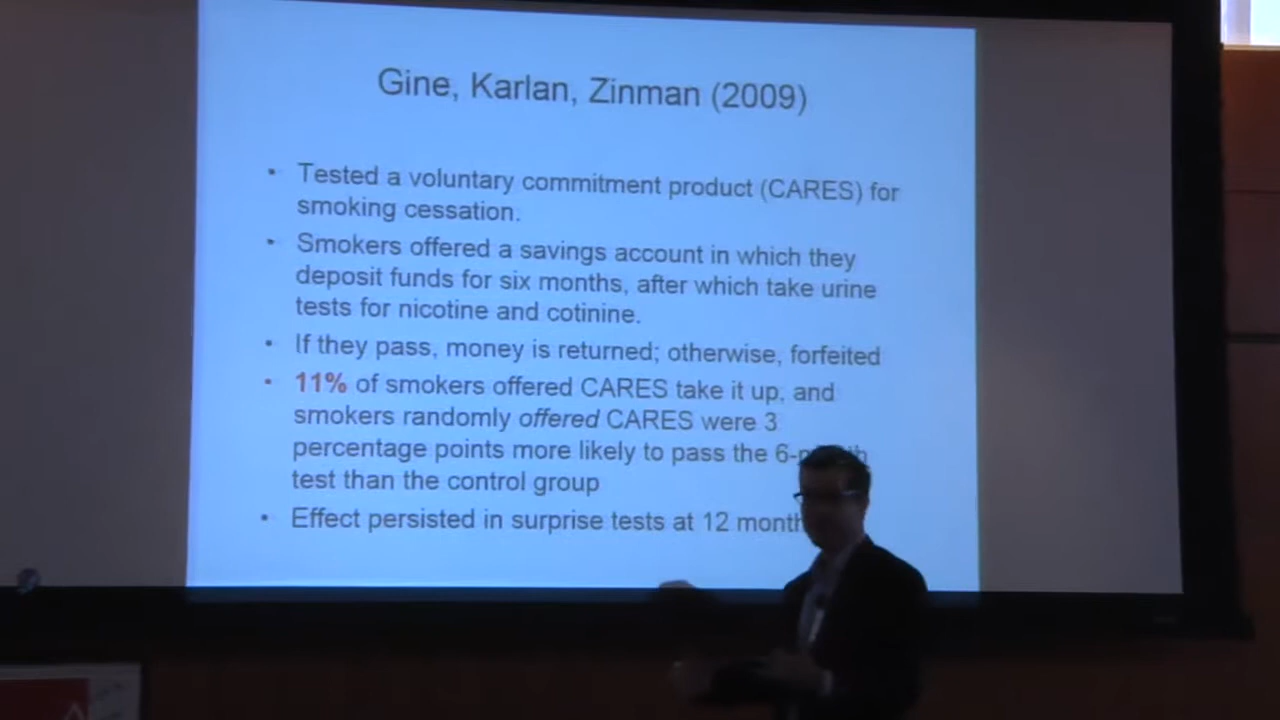 Gine, Karlan, Zinman (2009)
• Tested a voluntary commitment product (CARES) for
smoking cessation.
• Smokers offered a savings account in which they
deposit funds for six months, after which take urine
tests for nicotine and cotinine.
• If they pass, money is returned; otherwise, forfeited
• 11% of smokers offered CARES take it up, and
smokers randomly offered CARES were 3
percentage points more likely to pass the 6-
test than the control group
• Effect persisted in surprise tests at 12